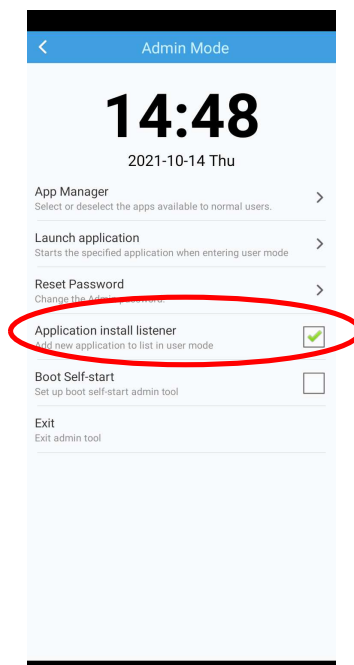 Admin Mode
14:48
2021-10-14 Thu
App Manager
Select or deselect the apps available to normal users.
Launch application
Starts the specified application when entering user mode
Reset Password
Change the Admin password.
Application install listener
Add new application to list in user mode
Boot Self-start
Set up boot self-start admin tool
Exit
Exit admin tool